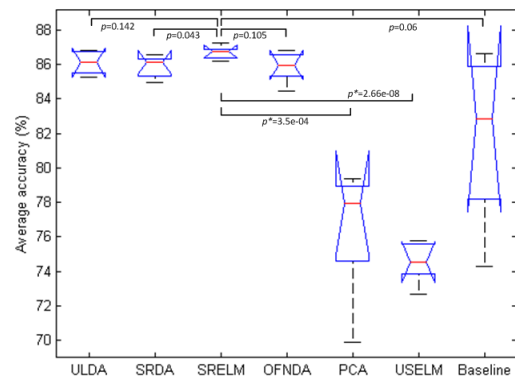 88
86
84
82
80
78
76
74
72
70
Average accuracy (%)
p=0.142
p=0.043
p=0.105
p=0.06
p*=2.66e-08
p*=3.5e-04
ULDA SRDA SRELM OFNDA PCA USELM Baseline